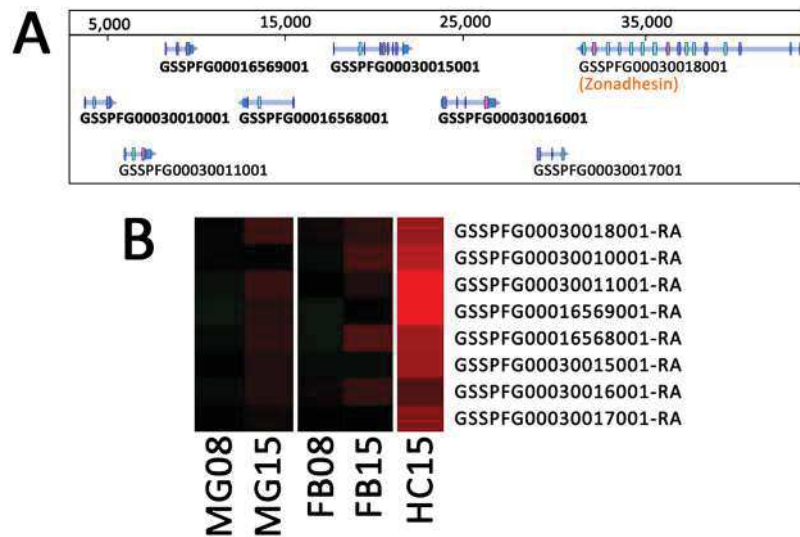 A
5,000 15,000 25,000 35,000
GSSPFG00016569001 GSSPFG00030015001 GSSPFG00030018001
(Zonadhesin)
GSSPFG00030010001 GSSPFG00016568001 GSSPFG00030016001
GSSPFG00030011001 GSSPFG00030017001
B
GSSPFG00030018001-RA
GSSPFG00030010001-RA
GSSPFG00030011001-RA
GSSPFG00016569001-RA
GSSPFG00016568001-RA
GSSPFG00030015001-RA
GSSPFG00030016001-RA
GSSPFG00030017001-RA
MG08 MG15 FB08 FB15 HC15